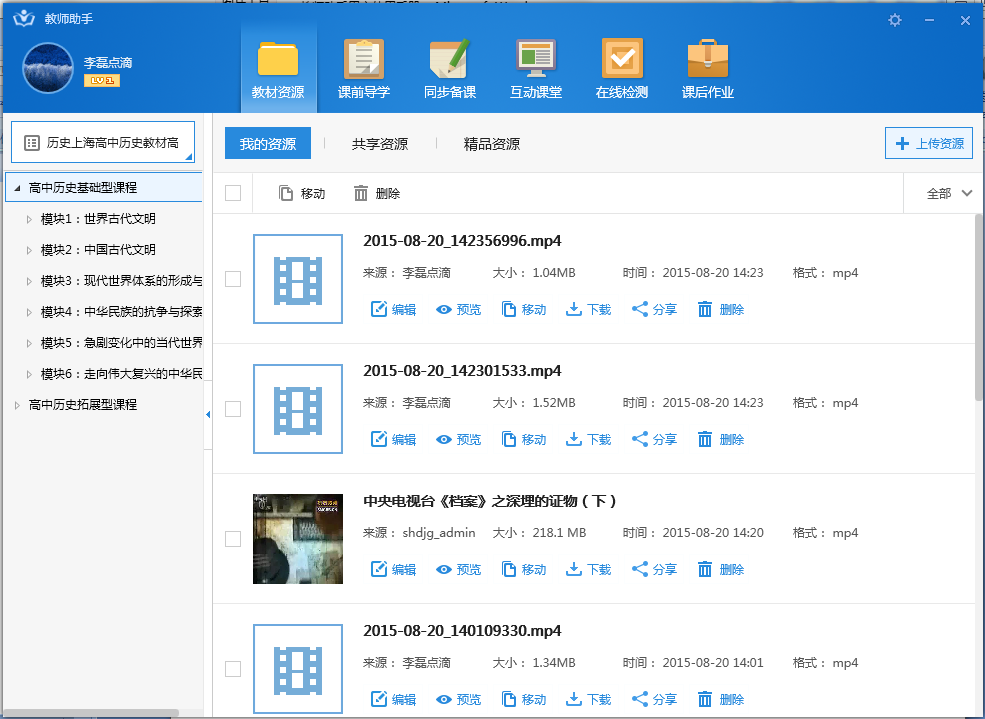 教师助手
李磊点滴
LV 1
教材资源
课前导学
同步备课
互动课堂
在线检测
课后作业
历史上海高中历史教材高
高中历史基础型课程
模块1：世界古代文明
模块2：中国古代文明
模块3：现代世界体系的形成与
模块4：中华民族的抗争与探索
模块5：急剧变化中的当代世界
模块6：走向伟大复兴的中华民
高中历史拓展型课程
我的资源 共享资源 精品资源 上传资源
移动 删除 全部
2015-08-20_142356996.mp4
来源： 李磊点滴 大小： 1.04MB 时间： 2015-08-20 14:23 格式： mp4
编辑 预览 移动 下载 分享 删除
2015-08-20_142301533.mp4
来源： 李磊点滴 大小： 1.52MB 时间： 2015-08-20 14:23 格式： mp4
编辑 预览 移动 下载 分享 删除
中央电视台《档案》之深埋的证物（下）
来源： shdjg_admin 大小： 218.1 MB 时间： 2015-08-20 14:20 格式： mp4
编辑 预览 移动 下载 分享 删除
2015-08-20_140109330.mp4
来源： 李磊点滴 大小： 1.34MB 时间： 2015-08-20 14:01 格式： mp4
编辑 预览 移动 下载 分享 删除